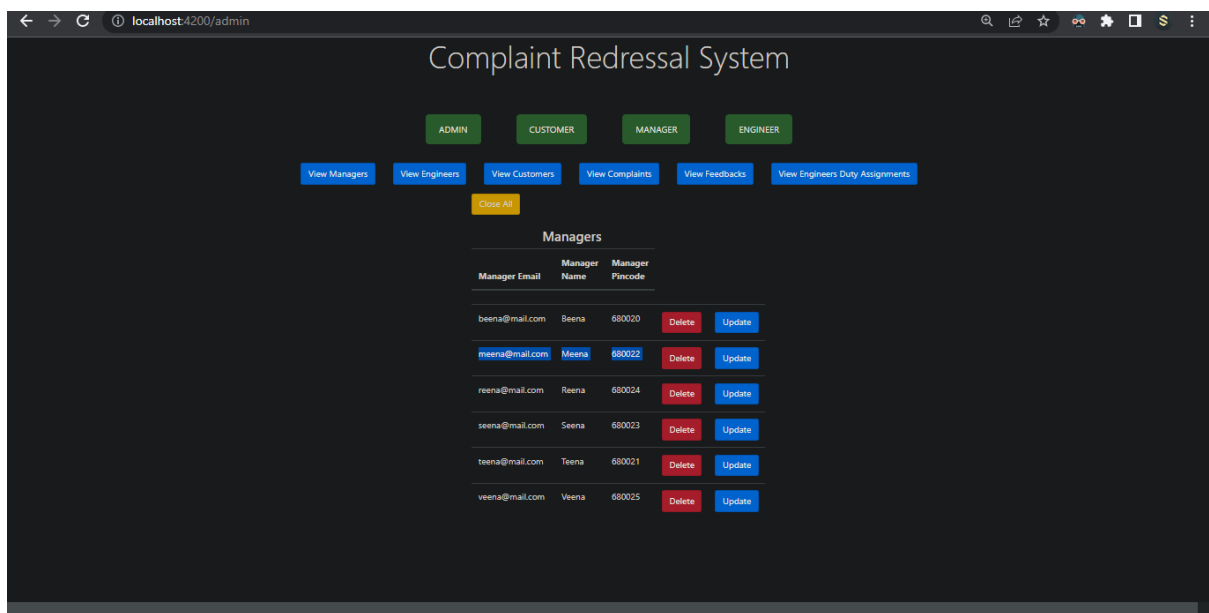 localhost:4200/admin
Complaint Redressal System
ADMIN CUSTOMER MANAGER ENGINEER
View Managers View Engineers View Customers View Complaints View Feedbacks View Engineers Duty Assignments
Close All
Managers
Manager Email Manager Name Manager Pincode
beena@mail.com Beena 680020 Delete Update
meena@mail.com Meena 680022 Delete Update
reena@mail.com Reena 680024 Delete Update
seena@mail.com Seena 680023 Delete Update
teena@mail.com Teena 680021 Delete Update
veena@mail.com Veena 680025 Delete Update